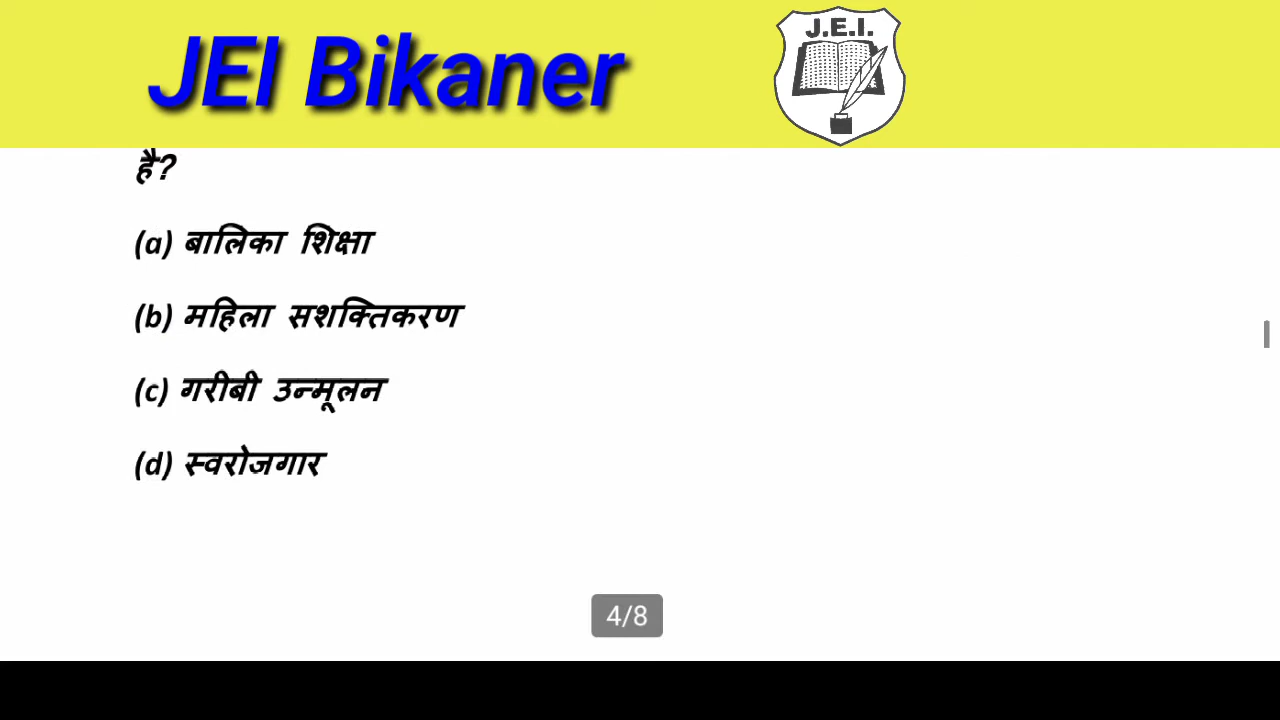 JEI Bikaner
J.E.I.
है?
(a) बालिका शिक्षा
(b) महिला सशक्तिकरण
(c) गरीबी उन्मूलन
(d) स्वरोजगार
4/8